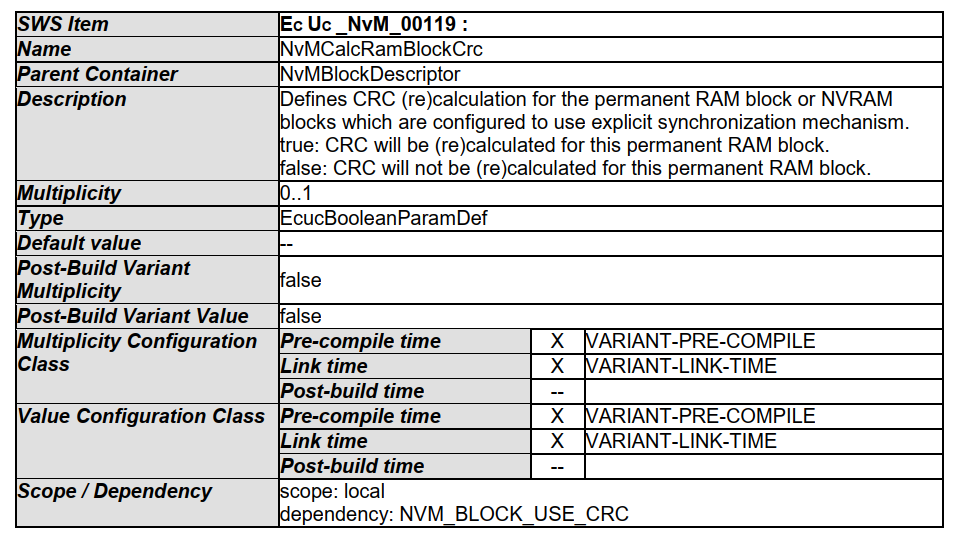 SWS Item Ec Uc _NvM_00119 :
Name NvMCalcRamBlockCrc
Parent Container NvMBlockDescriptor
Description Defines CRC (re)calculation for the permanent RAM block or NVRAM
blocks which are configured to use explicit synchronization mechanism.
true: CRC will be (re)calculated for this permanent RAM block.
false: CRC will not be (re)calculated for this permanent RAM block.
Multiplicity 0..1
Type EcucBooleanParamDef
Default value --
Post-Build Variant
Multiplicity false
Post-Build Variant Value false
Multiplicity Configuration
Class Pre-compile time X VARIANT-PRE-COMPILE
Link time X VARIANT-LINK-TIME
Post-build time --
Value Configuration Class Pre-compile time X VARIANT-PRE-COMPILE
Link time X VARIANT-LINK-TIME
Post-build time --
Scope / Dependency scope: local
dependency: NVM_BLOCK_USE_CRC